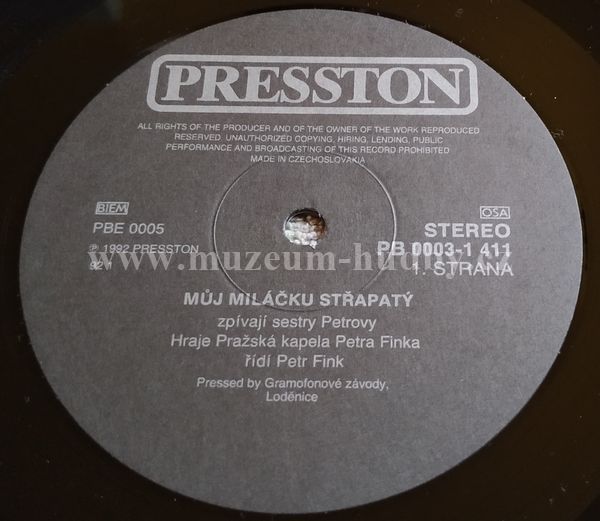 PRESSTON
ALL RIGHTS OF THE PRODUCER AND OF THE OWNER OF THE WORK REPRODUCED
RESERVED. UNAUTHORIZED COPYING, HIRING, LENDING, PUBLIC
PERFORMANCE AND BROADCASTING OF THIS RECORD PROHIBITED
MADE IN CZECHOSLOVAKIA
BIEM
OSA
PBE 0005
STEREO
℗ 1992 PRESSTON
PB 0003-1 411
92 1
1. STRANA
www.muzeum-hudby.cz
MŮJ MILÁČKU STŘAPATÝ
zpívají sestry Petrovy
Hraje Pražská kapela Petra Finka
řídí Petr Fink
Pressed by Gramofonové závody,
Loděnice